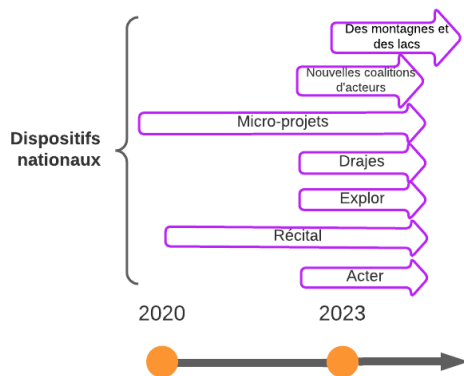 Des montagnes et
des lacs
Nouvelles coalitions
d'acteurs
Micro-projets
Dispositifs
nationaux
Drajes
Explor
Récital
Acter
2020
2023